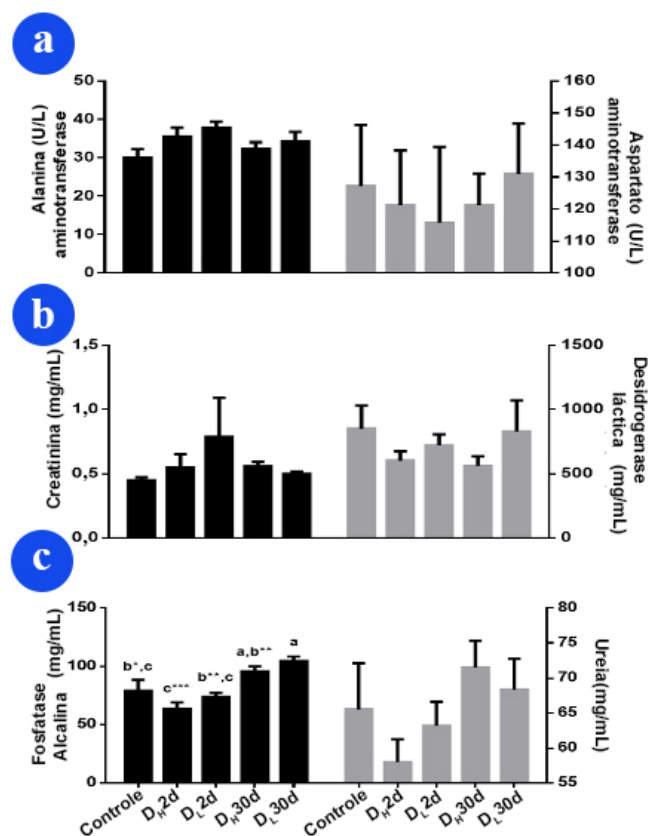 a
Alanina (U/L)
aminotransferase
50
40
30
20
10
0
160
150
140
130
120
110
100
Aspartato (U/L)
aminotransferase
b
Creatinina (mg/mL)
1,5
1,0
0,5
0,0
1500
1000
500
0
Desidrogenase
láctica (mg/mL)
c
Fosfatase
Alcalina (mg/mL)
150
100
50
0
b*,c
c***
b**,c
a,b**
a
80
75
70
65
60
55
Ureia(mg/mL)
Controle
DH2d
DL2d
DH30d
DL30d
Controle
DH2d
DL2d
DH30d
DL30d